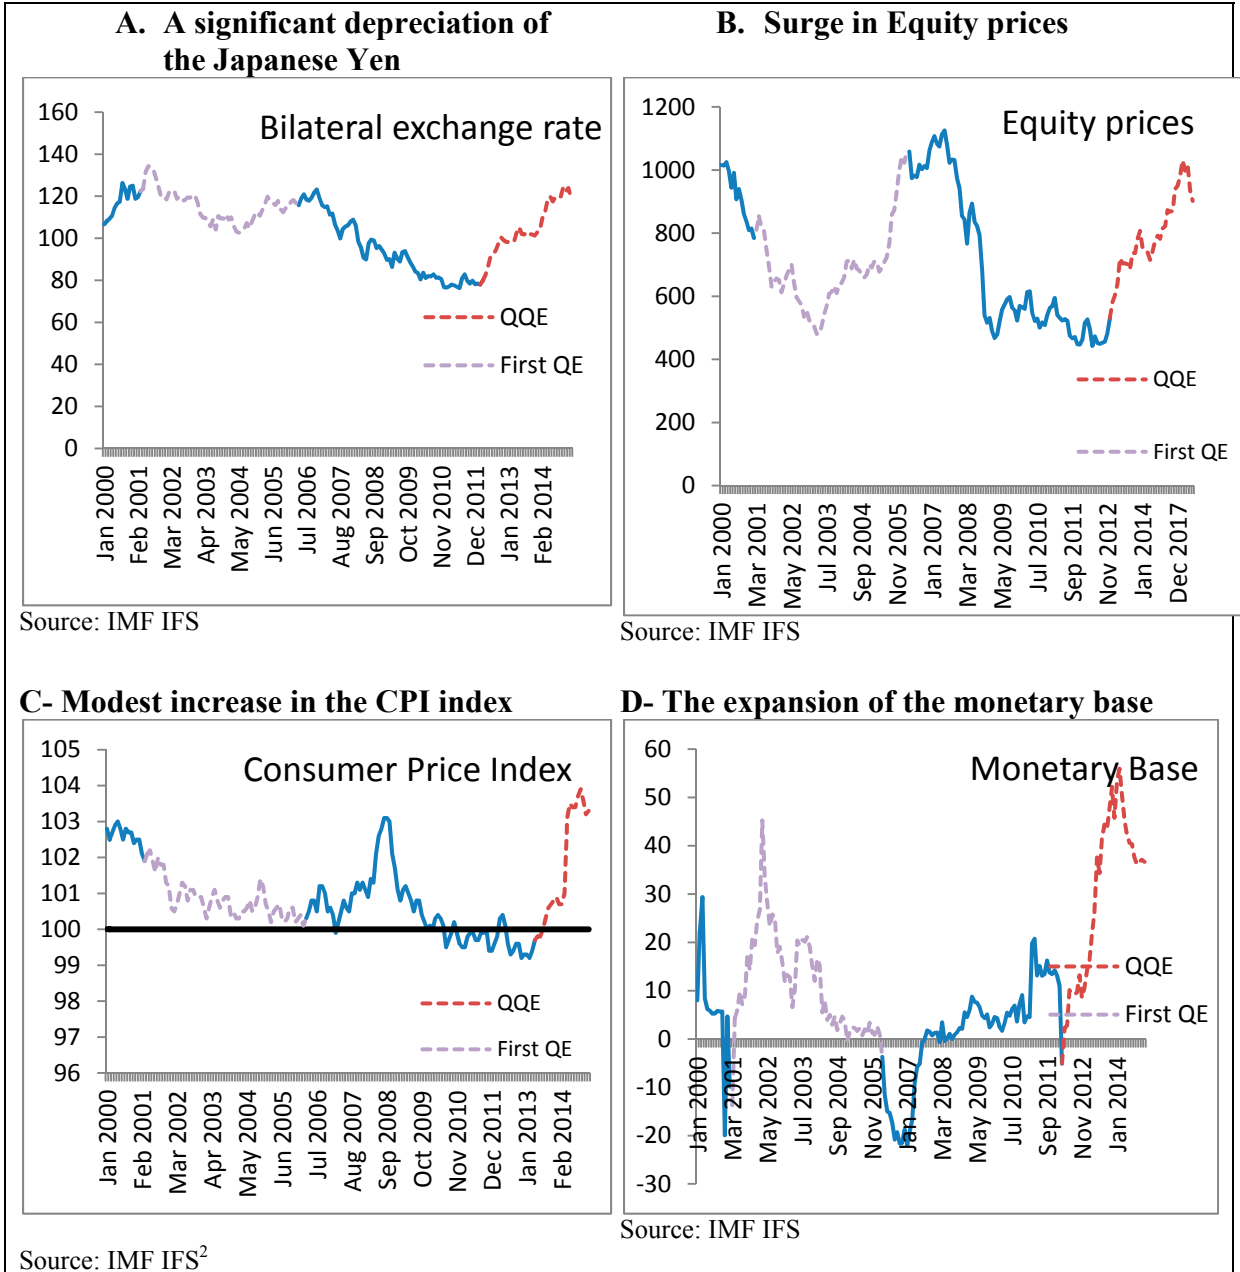 A. A significant depreciation of
the Japanese Yen
Bilateral exchange rate
160
140
120
100
80
60
40
20
0
QQE
First QE
Jan 2000
Feb 2001
Mar 2002
Apr 2003
May 2004
Jun 2005
Jul 2006
Aug 2007
Sep 2008
Oct 2009
Nov 2010
Dec 2011
Jan 2013
Feb 2014
Source: IMF IFS
B. Surge in Equity prices
Equity prices
1200
1000
800
600
400
200
0
QQE
First QE
Jan 2000
Mar 2001
May 2002
Jul 2003
Sep 2004
Nov 2005
Jan 2007
Mar 2008
May 2009
Jul 2010
Sep 2011
Nov 2012
Jan 2014
Dec 2017
Source: IMF IFS
C- Modest increase in the CPI index
Consumer Price Index
105
104
103
102
101
100
99
98
97
96
QQE
First QE
Jan 2000
Feb 2001
Mar 2002
Apr 2003
May 2004
Jun 2005
Jul 2006
Aug 2007
Sep 2008
Oct 2009
Nov 2010
Dec 2011
Jan 2013
Feb 2014
Source: IMF IFS2
D- The expansion of the monetary base
Monetary Base
60
50
40
30
20
10
0
-10
-20
-30
QQE
First QE
Jan 2000
Mar 2001
May 2002
Jul 2003
Sep 2004
Nov 2005
Jan 2007
Mar 2008
May 2009
Jul 2010
Sep 2011
Nov 2012
Jan 2014
Source: IMF IFS